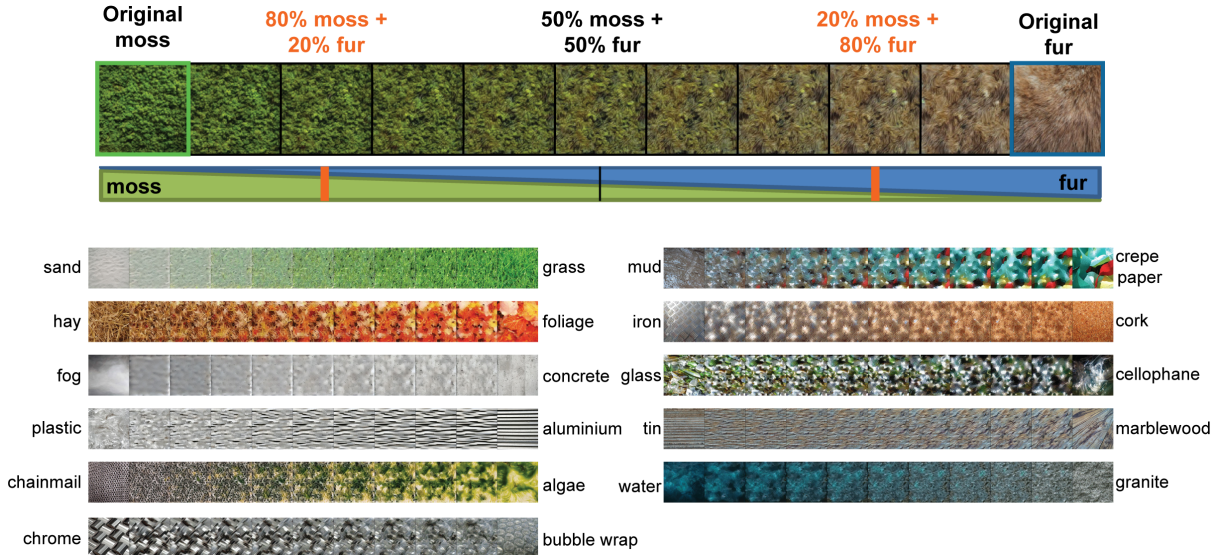 Original
moss
80% moss +
20% fur
50% moss +
50% fur
20% moss +
80% fur
Original
fur
moss
fur
sand
grass
hay
foliage
fog
concrete
plastic
aluminium
chainmail
algae
chrome
bubble wrap
mud
crepe
paper
iron
cork
glass
cellophane
tin
marblewood
water
granite